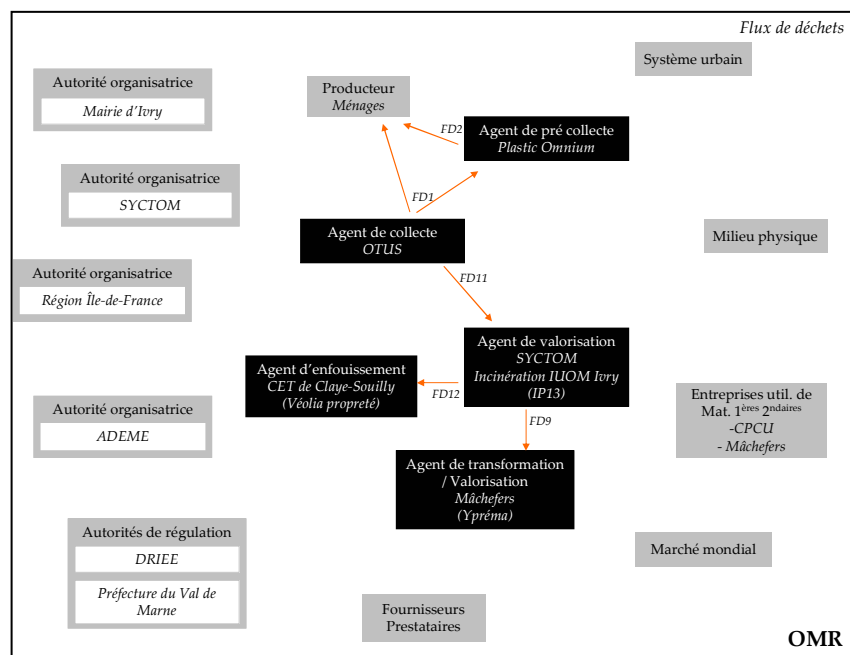 Flux de déchets
Système urbain
Autorité organisatrice
Mairie d'Ivry
Producteur
Ménages
FD2
Agent de pré collecte
Plastic Omnium
Autorité organisatrice
SYCTOM
FD1
Agent de collecte
OTUS
Milieu physique
Autorité organisatrice
Région Île-de-France
FD11
Agent de valorisation
SYCTOM
Incinération IUOM Ivry
(IP13)
Agent d'enfouissement
CET de Claye-Souilly
(Véolia propreté)
FD12
FD9
Entreprises util. de
Mat. 1ères 2ndaires
-CPCU
- Mâchefers
Autorité organisatrice
ADEME
Agent de transformation
/ Valorisation
Mâchefers
(Ypréma)
Autorités de régulation
DRIEE
Préfecture du Val de
Marne
Marché mondial
Fournisseurs
Prestataires
OMR